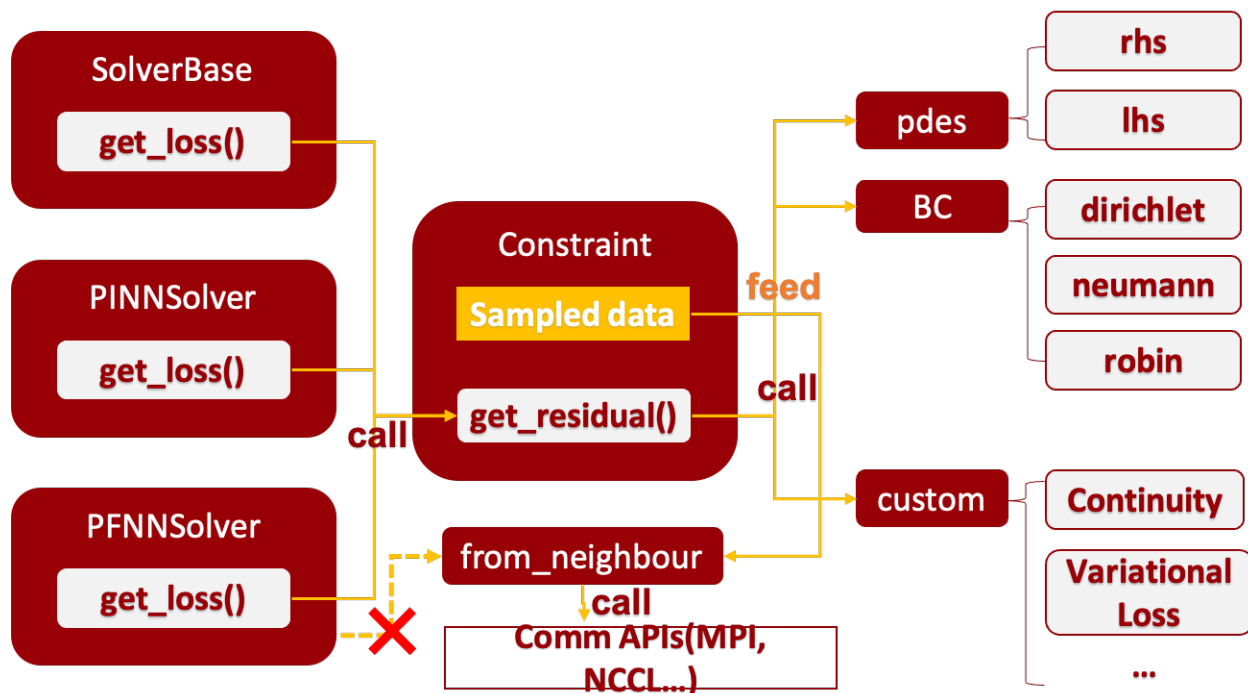 SolverBase
get_loss()
PINNSolver
get_loss()
PFNNSolver
get_loss()
call
Constraint
Sampled data
get_residual()
feed
call
from_neighbour
call
Comm APIs(MPI,
NCCL...)
pdes
rhs
lhs
BC
dirichlet
neumann
robin
custom
Continuity
Variational
Loss
...